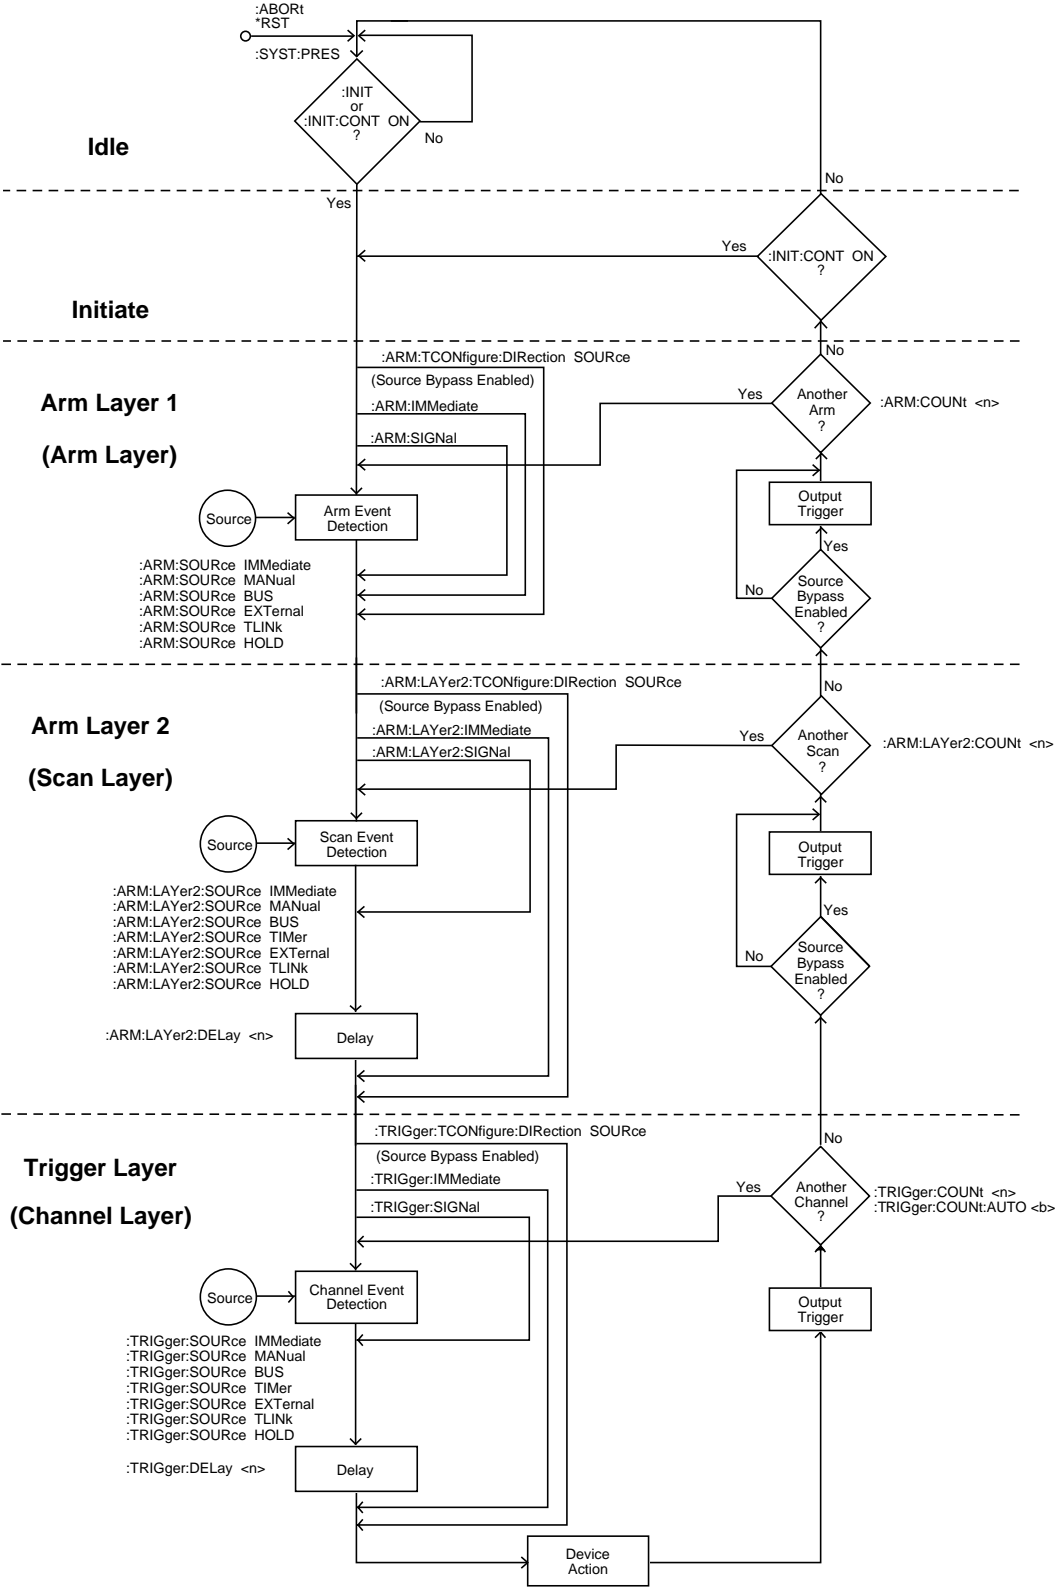 :ABORt
*RST
:SYST:PRES
:INIT
or
:INIT:CONT ON
?
No
Idle
No
Yes
Yes
:INIT:CONT ON
?
Initiate
No
:ARM:TCONfigure:DIRection SOURce
(Source Bypass Enabled)
Arm Layer 1
(Arm Layer)
:ARM:IMMediate
:ARM:SIGNal
Yes
Another
Arm
?
:ARM:COUNt <n>
Source
Arm Event
Detection
Output
Trigger
Yes
:ARM:SOURce IMMediate
:ARM:SOURce MANual
:ARM:SOURce BUS
:ARM:SOURce EXTernal
:ARM:SOURce TLINk
:ARM:SOURce HOLD
No
Source
Bypass
Enabled
?
:ARM:LAYer2:TCONfigure:DIRection SOURce
(Source Bypass Enabled)
No
Arm Layer 2
(Scan Layer)
:ARM:LAYer2:IMMediate
:ARM:LAYer2:SIGNal
Yes
Another
Scan
?
:ARM:LAYer2:COUNt <n>
Source
Scan Event
Detection
Output
Trigger
Yes
:ARM:LAYer2:SOURce IMMediate
:ARM:LAYer2:SOURce MANual
:ARM:LAYer2:SOURce BUS
:ARM:LAYer2:SOURce TIMer
:ARM:LAYer2:SOURce EXTernal
:ARM:LAYer2:SOURce TLINk
:ARM:LAYer2:SOURce HOLD
No
Source
Bypass
Enabled
?
:ARM:LAYer2:DELay <n>
Delay
:TRIGger:TCONfigure:DIRection SOURce
(Source Bypass Enabled)
No
Trigger Layer
(Channel Layer)
:TRIGger:IMMediate
:TRIGger:SIGNal
Yes
Another
Channel
?
:TRIGger:COUNt <n>
:TRIGger:COUNt:AUTO <b>
Source
Channel Event
Detection
Output
Trigger
:TRIGger:SOURce IMMediate
:TRIGger:SOURce MANual
:TRIGger:SOURce BUS
:TRIGger:SOURce TIMer
:TRIGger:SOURce EXTernal
:TRIGger:SOURce TLINk
:TRIGger:SOURce HOLD
:TRIGger:DELay <n>
Delay
Device
Action